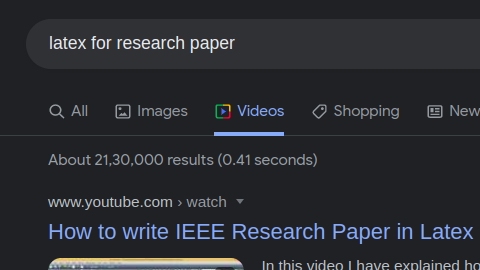 latex for research paper
All Images Videos Shopping New
About 21,30,000 results (0.41 seconds)
www.youtube.com › watch
How to write IEEE Research Paper in Latex
In this video I have explained ho